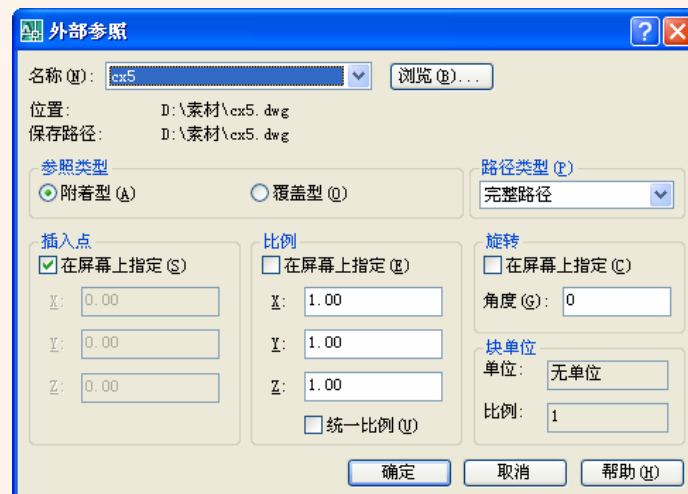 外部参照
名称(N): cx5 浏览(B)...
位置: D:\素材\cx5.dwg
保存路径: D:\素材\cx5.dwg
参照类型
附着型(A) 覆盖型(O)
路径类型(P)
完整路径
插入点
在屏幕上指定(S)
X: 0.00
Y: 0.00
Z: 0.00
比例
在屏幕上指定(E)
X: 1.00
Y: 1.00
Z: 1.00
统一比例(U)
旋转
在屏幕上指定(C)
角度(G): 0
块单位
单位: 无单位
比例: 1
确定 取消 帮助(H)